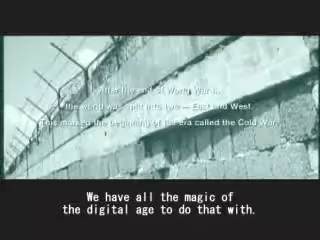 After the end of World War II,
the world was split into two — East and West.
This marked the beginning of the era called the Cold War.
We have all the magic of
the digital age to do that with.